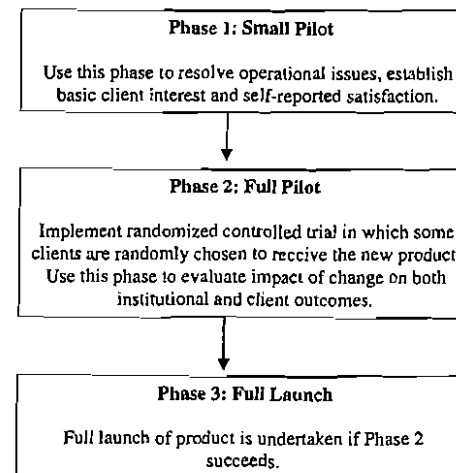 Phase 1: Small Pilot
Use this phase to resolve operational issues, establish
basic client interest and self-reported satisfaction.
Phase 2: Full Pilot
Implement randomized controlled trial in which some
clients are randomly chosen to receive the new product
Use this phase to evaluate impact of change on both
institutional and client outcomes.
Phase 3: Full Launch
Full launch of product is undertaken if Phase 2
succeeds.